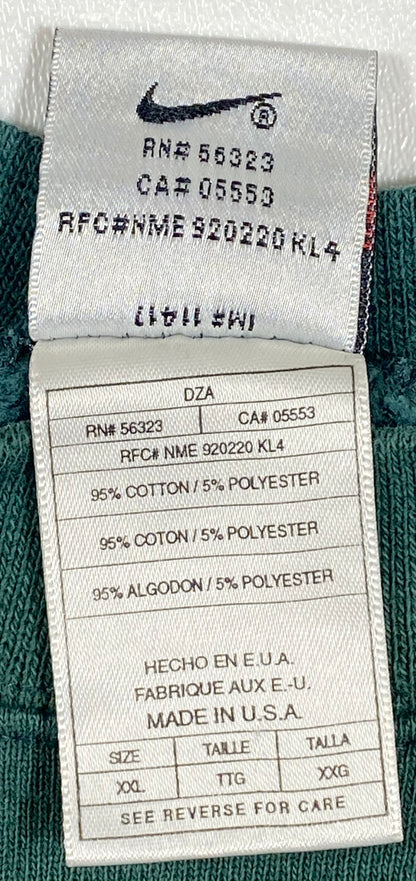 RN# 56323
CA# 05553
RFC#NME 920220 KL4
IM# 11417
DZA
RN# 56323 CA# 05553
RFC# NME 920220 KL4
95% COTTON / 5% POLYESTER
95% COTON / 5% POLYESTER
95% ALGODON / 5% POLYESTER
HECHO EN E.U.A.
FABRIQUE AUX E.-U.
MADE IN U.S.A.
SIZE TAILLE TALLA
XXL TTG XXG
SEE REVERSE FOR CARE